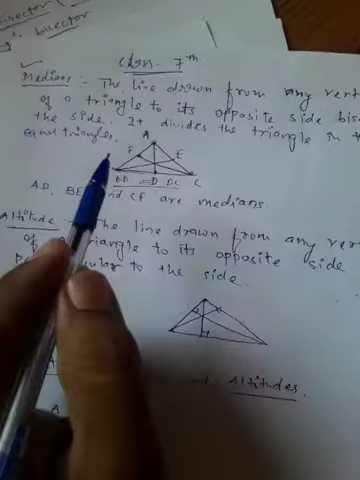 bisector
bisector
Class - 7th
Medians :- The line drawn from any vert
of a triangle to its opposite side bis
the side. It divides the triangle in t
equal triangles.
A
F E
BD = DC C
AD, BE and CF are medians.
Altitude - The line drawn from any ver
of triangle to its opposite side
to the side.
Altitudes.
A